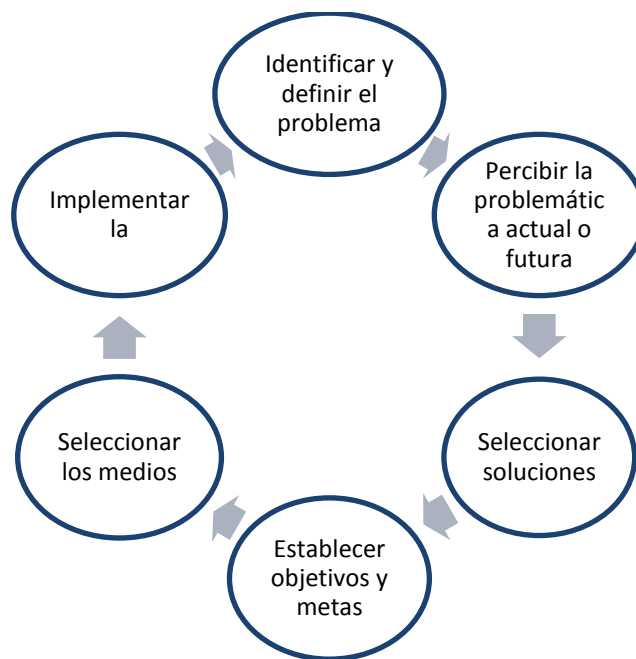 Identificar y
definir el
problema
Percibir la
problemátic
a actual o
futura
Seleccionar
soluciones
Establecer
objetivos y
metas
Seleccionar
los medios
Implementar
la